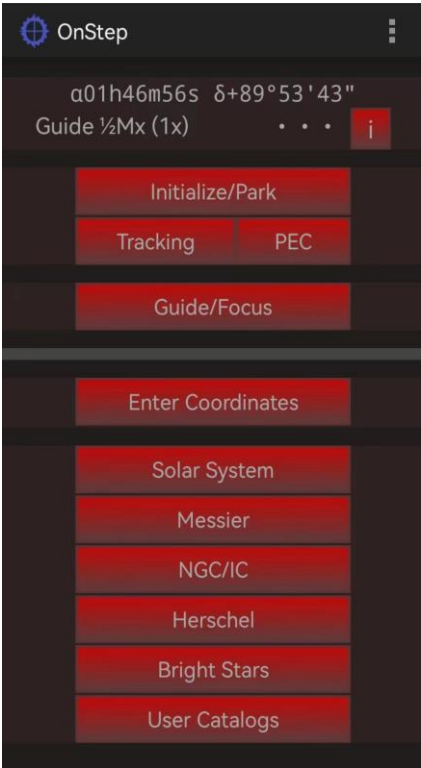 OnStep
α01h46m56s δ+89°53'43"
Guide ½Mx (1x) · · · i
Initialize/Park
Tracking PEC
Guide/Focus
Enter Coordinates
Solar System
Messier
NGC/IC
Herschel
Bright Stars
User Catalogs